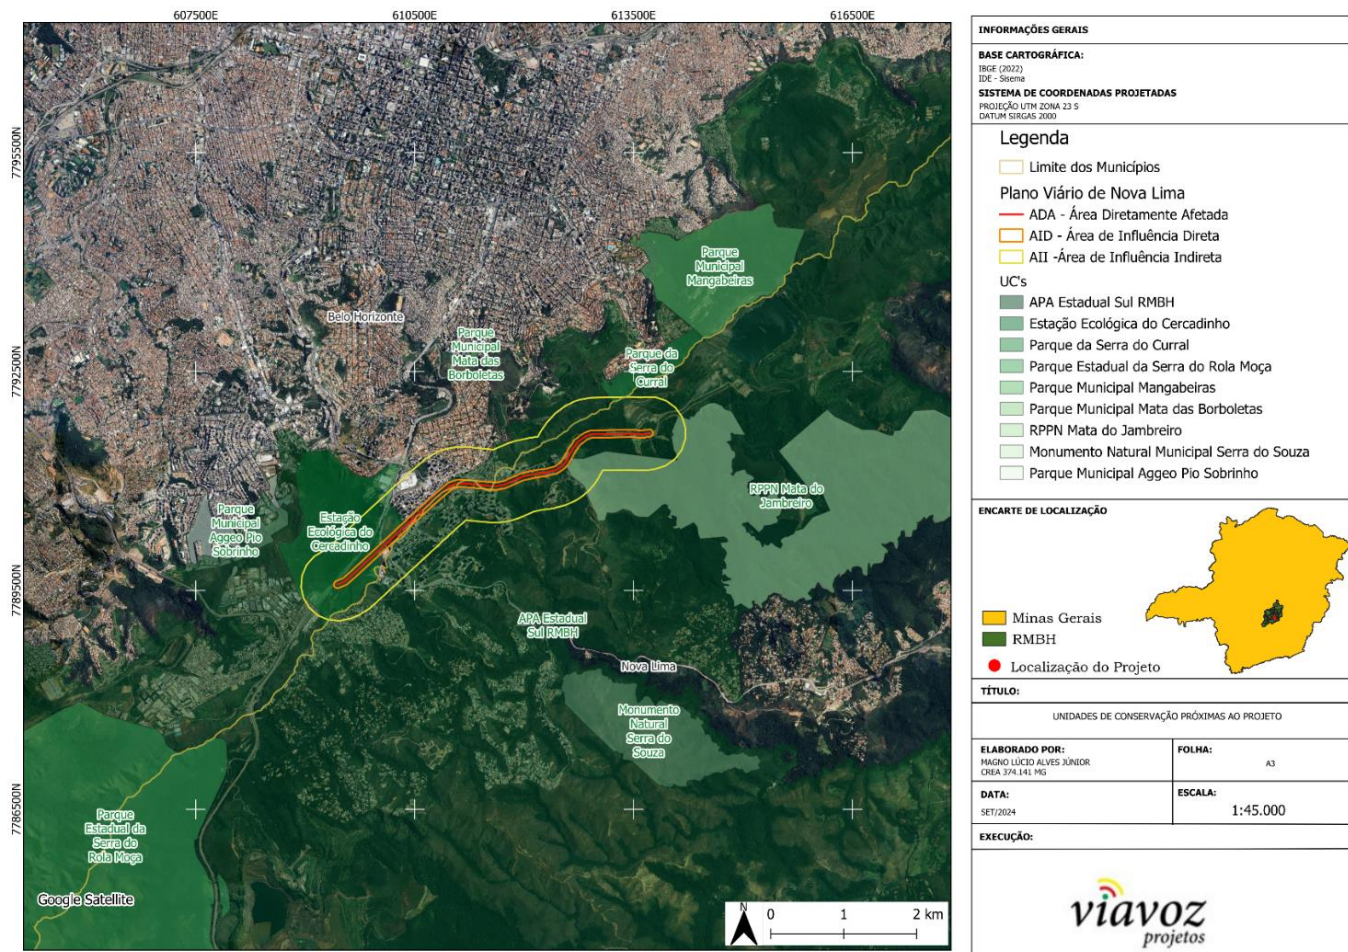 607500E
610500E
613500E
616500E
7795500N
7792500N
7789500N
7786500N
Parque
Municipal
Mangabeiras
Belo Horizonte
Parque
Municipal
Mata das
Borboletas
Parque da
Serra do
Curral
RPPN Mata do
Jambreiro
Parque
Municipal
Aggeo Pio
Sobrinho
Estação
Ecológica do
Cercadinho
APA Estadual
Sul RMBH
Nova Lima
Monumento
Natural
Serra do
Souza
Parque
Estadual da
Serra do
Rola Moça
Google Satellite
N
0 1 2 km
INFORMAÇÕES GERAIS
BASE CARTOGRÁFICA:
IBGE (2022)
IDE - Sisema
SISTEMA DE COORDENADAS PROJETADAS
PROJEÇÃO UTM ZONA 23 S
DATUM SIRGAS 2000
Legenda
Limite dos Municípios
Plano Viário de Nova Lima
ADA - Área Diretamente Afetada
AID - Área de Influência Direta
AII -Área de Influência Indireta
UC's
APA Estadual Sul RMBH
Estação Ecológica do Cercadinho
Parque da Serra do Curral
Parque Estadual da Serra do Rola Moça
Parque Municipal Mangabeiras
Parque Municipal Mata das Borboletas
RPPN Mata do Jambreiro
Monumento Natural Municipal Serra do Souza
Parque Municipal Aggeo Pio Sobrinho
ENCARTE DE LOCALIZAÇÃO
Minas Gerais
RMBH
Localização do Projeto
TÍTULO:
UNIDADES DE CONSERVAÇÃO PRÓXIMAS AO PROJETO
ELABORADO POR:
MAGNO LÚCIO ALVES JÚNIOR
CREA 374.141 MG
FOLHA:
A3
DATA:
SET/2024
ESCALA:
1:45.000
EXECUÇÃO:
viavoz
projetos